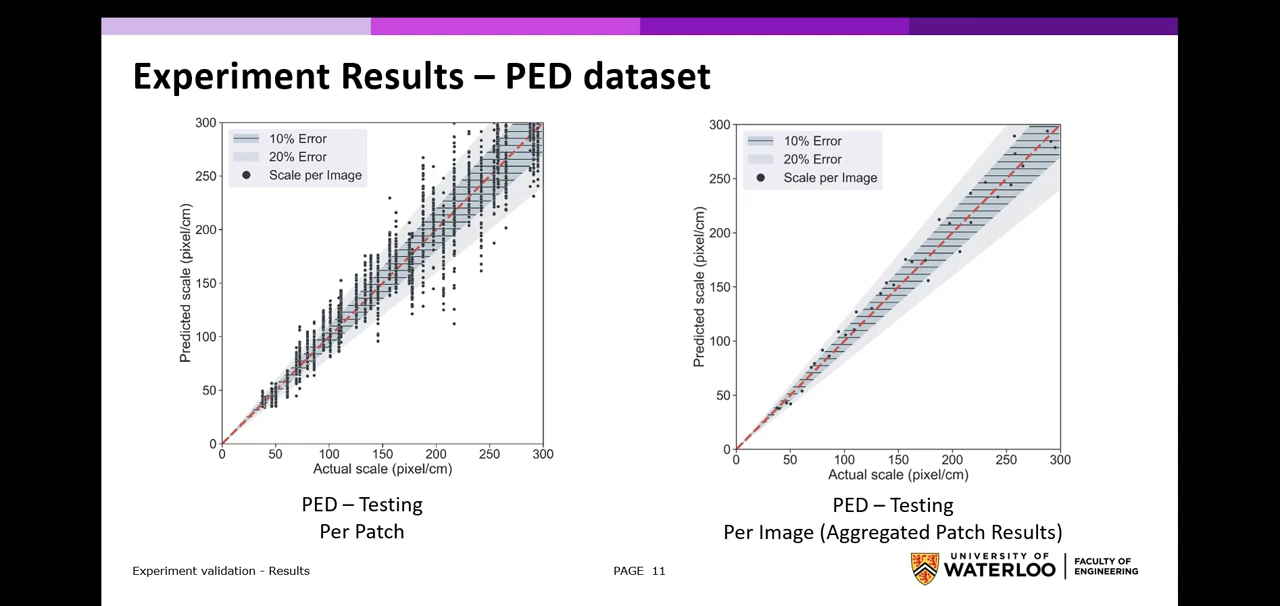 Experiment Results – PED dataset
300
250
200
150
100
50
0
0 50 100 150 200 250 300
Predicted scale (pixel/cm)
Actual scale (pixel/cm)
10% Error
20% Error
Scale per Image
PED – Testing
Per Patch
300
250
200
150
100
50
0
0 50 100 150 200 250 300
Predicted scale (pixel/cm)
Actual scale (pixel/cm)
10% Error
20% Error
Scale per Image
PED – Testing
Per Image (Aggregated Patch Results)
Experiment validation - Results
PAGE 11
UNIVERSITY OF
WATERLOO
FACULTY OF
ENGINEERING